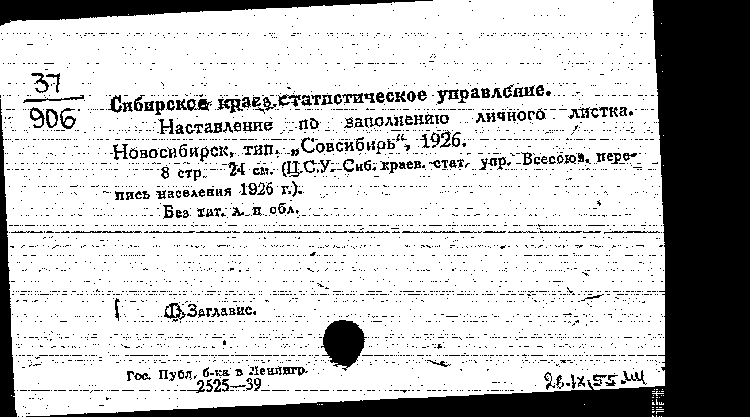 37
906
Сибирское краев. статистическое управление.
Наставление по заполнению личного листка.
Новосибирск, тип. „Совсибирь“, 1926.
8 стр. 24 см. (Ц.С.У. Сиб. краев. стат. упр. Всесоюз. пере-
пись населения 1926 г.).
Без тит. л. и обл.
Заглавие.
Гос. Публ. б-ка в Ленингр.
2525—39
28.IX.55